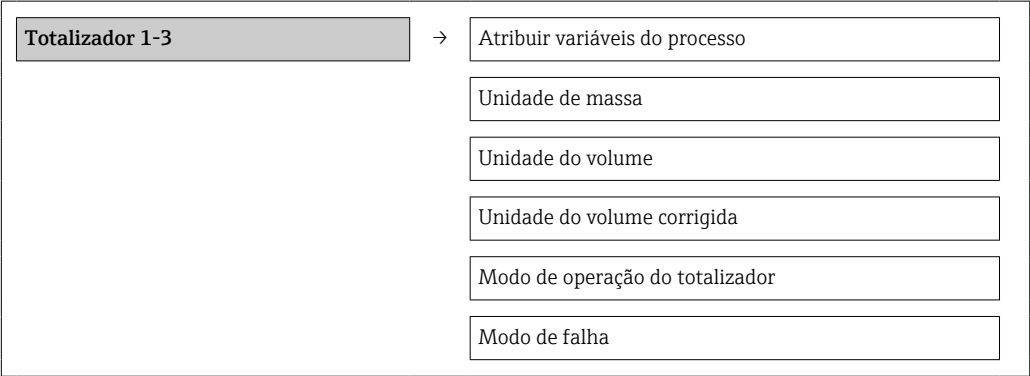 Totalizador 1-3 → Atribuir variáveis do processo
Unidade de massa
Unidade do volume
Unidade do volume corrigida
Modo de operação do totalizador
Modo de falha